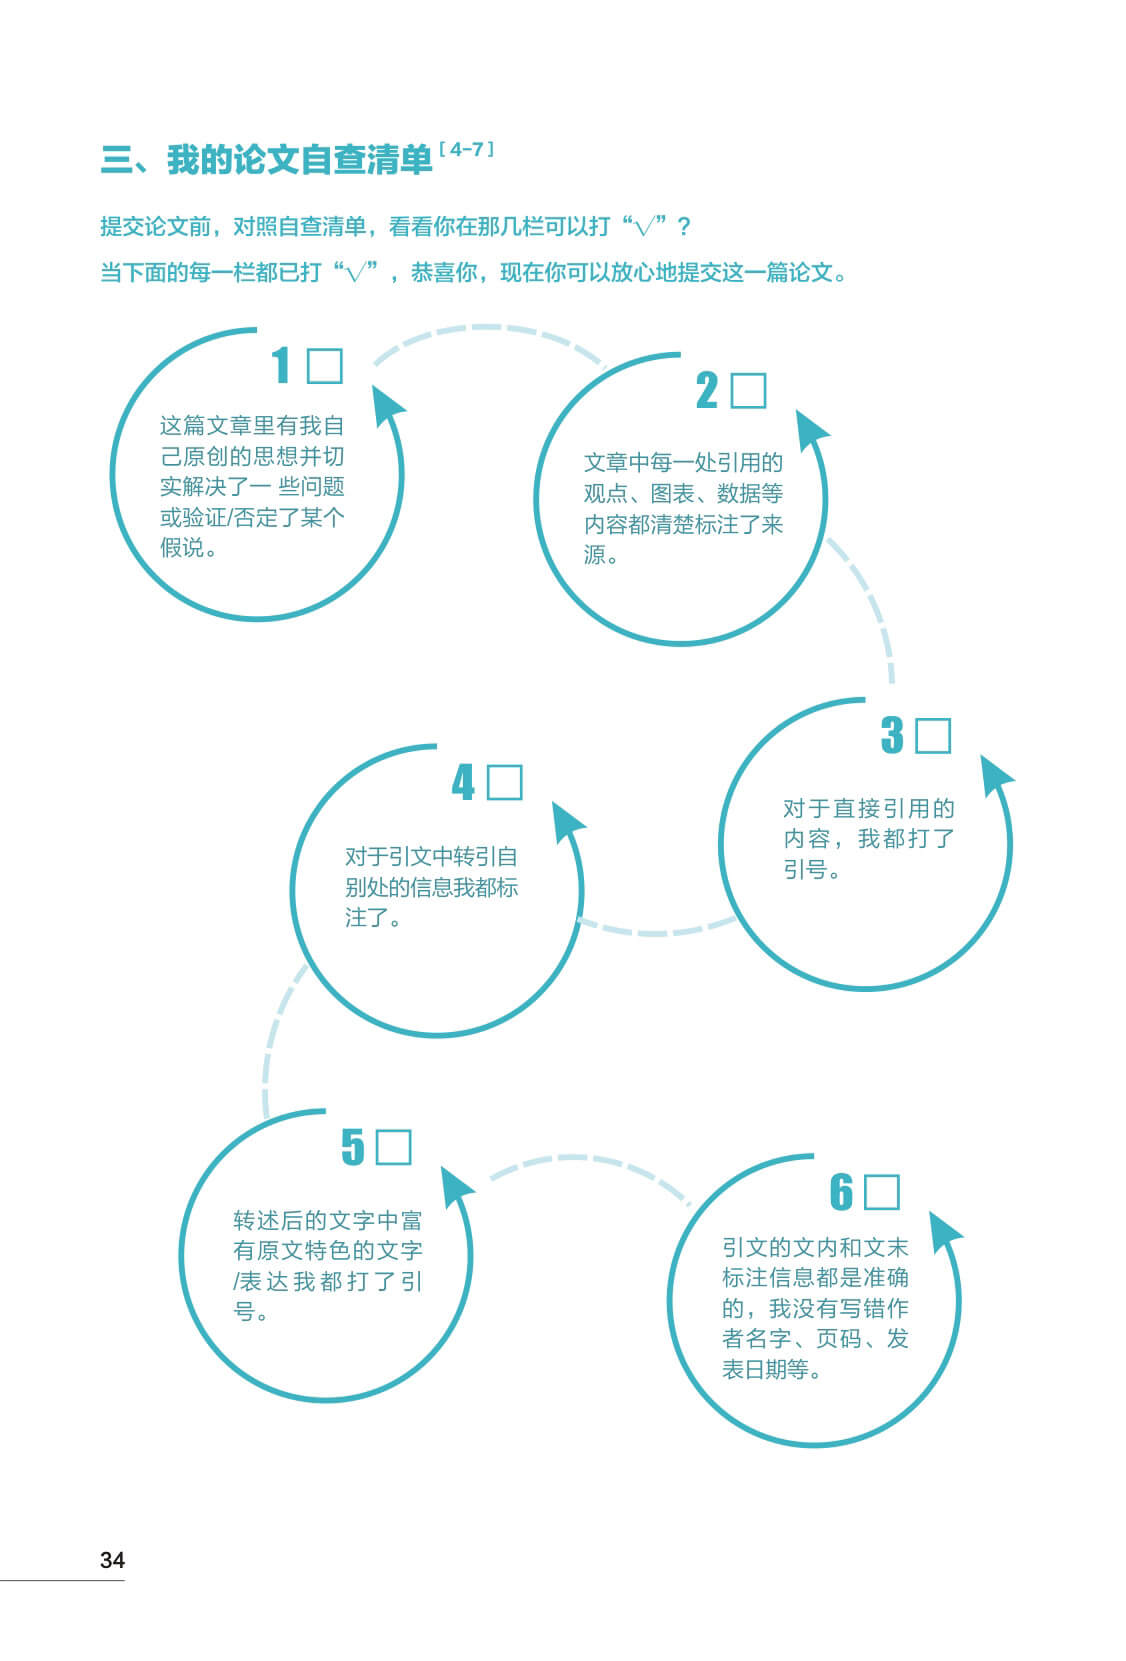 三、我的论文自查清单[4-7]
提交论文前，对照自查清单，看看你在那几栏可以打“√”？
当下面的每一栏都已打“√”，恭喜你，现在你可以放心地提交这一篇论文。
1 □
这篇文章里有我自
己原创的思想并切
实解决了一 些问题
或验证/否定了某个
假说。
2 □
文章中每一处引用的
观点、图表、数据等
内容都清楚标注了来
源。
3 □
对于直接引用的
内容，我都打了
引号。
4 □
对于引文中转引自
别处的信息我都标
注了。
5 □
转述后的文字中富
有原文特色的文字
/表达我都打了引
号。
6 □
引文的文内和文末
标注信息都是准确
的，我没有写错作
者名字、页码、发
表日期等。
34